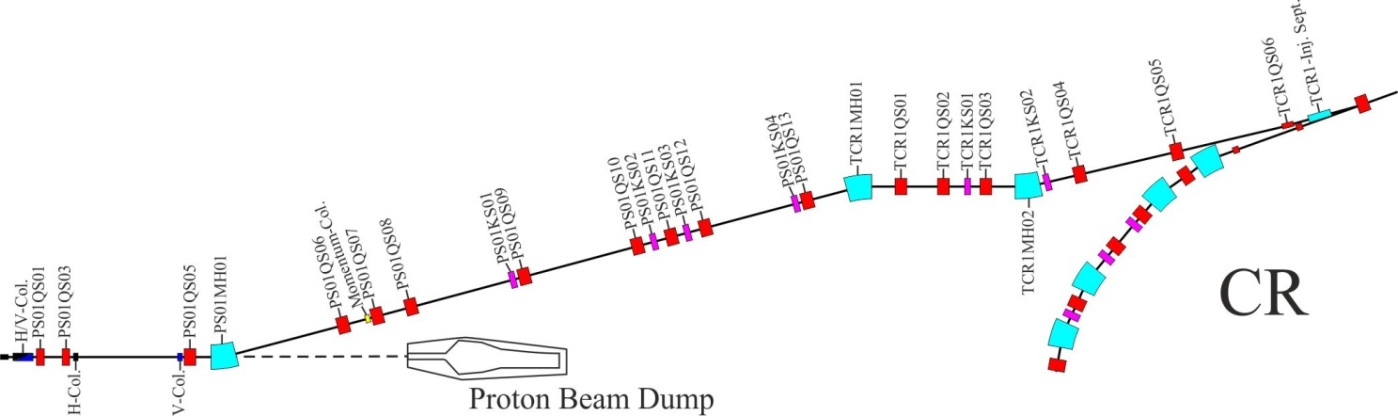 H/V-Col.
PS01QS01
PS01QS03
H-Col.
V-Col.
PS01QS05
PS01MH01
PS01QS06
Momentum-Col.
PS01QS07
PS01QS08
PS01KS01
PS01QS09
PS01QS10
PS01KS02
PS01QS11
PS01KS03
PS01QS12
PS01KS04
PS01QS13
TCR1MH01
TCR1QS01
TCR1QS02
TCR1KS01
TCR1QS03
TCR1MH02
TCR1KS02
TCR1QS04
TCR1QS05
TCR1QS06
TCR1-Inj. Sept.
CR
Proton Beam Dump